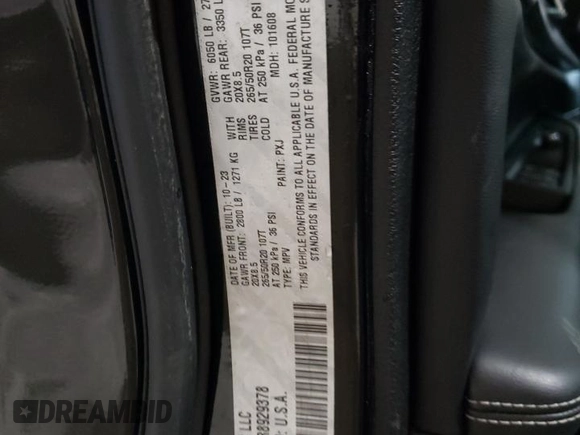 DATE OF MFR (BUILT): 10-23 GVWR: 6050 LB / 27
GAWR FRONT: 2800 LB / 1271 KG WITH GAWR REAR: 3350 L
20X8.5 RIMS 20X8.5
265/50R20 107T TIRES 265/50R20 107T
AT 250 kPa / 36 PSI COLD AT 250 kPa / 36 PSI
TYPE: MPV PAINT: PXJ MDH: 101608
THIS VEHICLE CONFORMS TO ALL APPLICABLE U.S.A. FEDERAL MO
STANDARDS IN EFFECT ON THE DATE OF MANUFACTURE S
LLC
8929378
: U.S.A.
AUTOHELPERBOT.COM